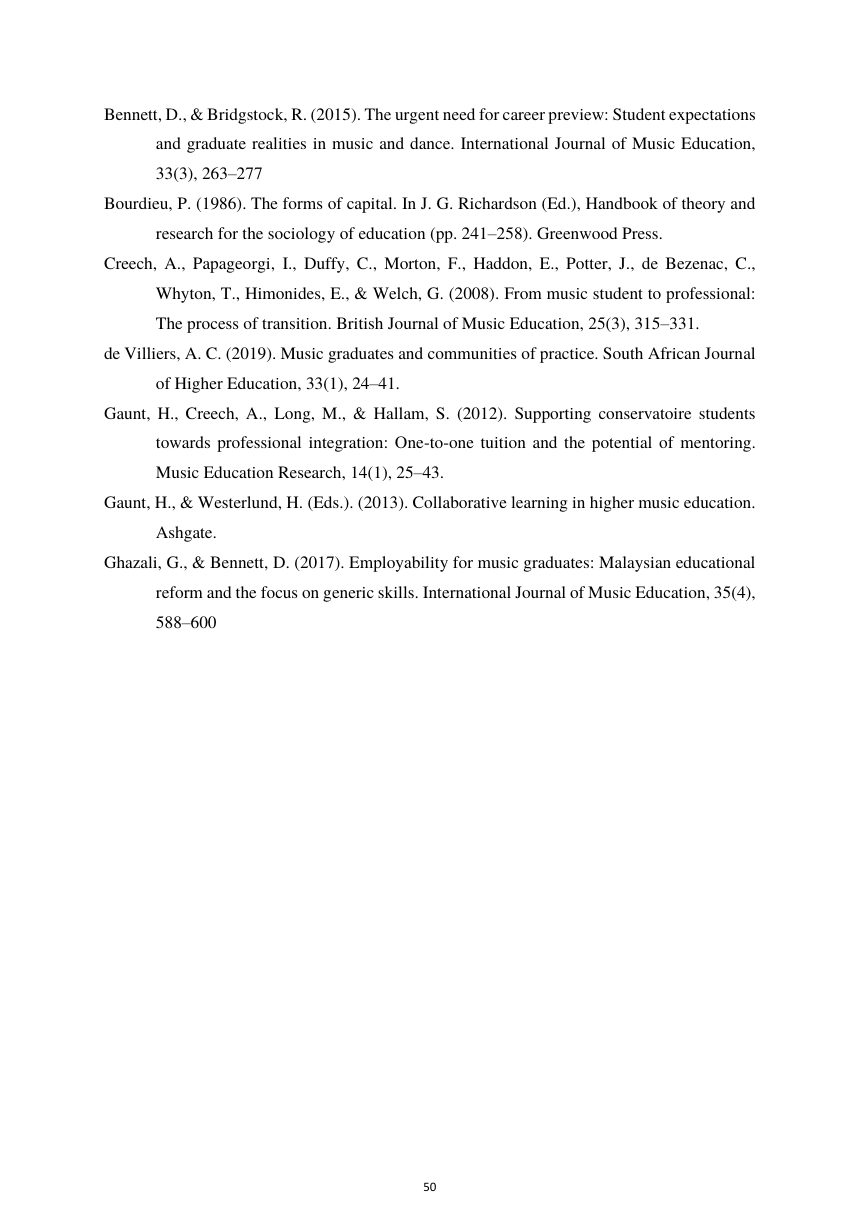 Bennett, D., & Bridgstock, R. (2015). The urgent need for career preview: Student expectations
and graduate realities in music and dance. International Journal of Music Education,
33(3), 263–277
Bourdieu, P. (1986). The forms of capital. In J. G. Richardson (Ed.), Handbook of theory and
research for the sociology of education (pp. 241–258). Greenwood Press.
Creech, A., Papageorgi, I., Duffy, C., Morton, F., Haddon, E., Potter, J., de Bezenac, C.,
Whyton, T., Himonides, E., & Welch, G. (2008). From music student to professional:
The process of transition. British Journal of Music Education, 25(3), 315–331.
de Villiers, A. C. (2019). Music graduates and communities of practice. South African Journal
of Higher Education, 33(1), 24–41.
Gaunt, H., Creech, A., Long, M., & Hallam, S. (2012). Supporting conservatoire students
towards professional integration: One-to-one tuition and the potential of mentoring.
Music Education Research, 14(1), 25–43.
Gaunt, H., & Westerlund, H. (Eds.). (2013). Collaborative learning in higher music education.
Ashgate.
Ghazali, G., & Bennett, D. (2017). Employability for music graduates: Malaysian educational
reform and the focus on generic skills. International Journal of Music Education, 35(4),
588–600
50